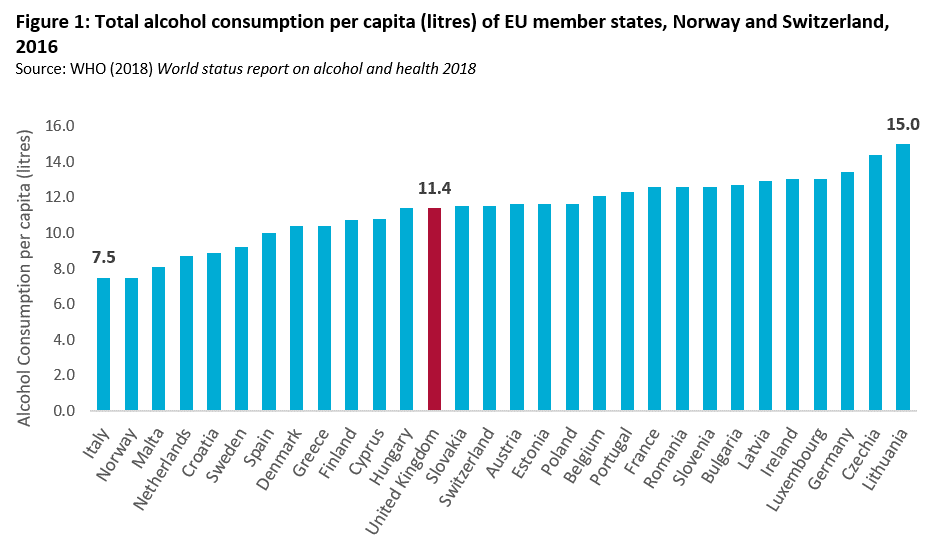 Figure 1: Total alcohol consumption per capita (litres) of EU member states, Norway and Switzerland,
2016
Source: WHO (2018) World status report on alcohol and health 2018
Alcohol Consumption per capita (litres)
16.0
14.0
12.0
10.0
8.0
6.0
4.0
2.0
0.0
7.5
11.4
15.0
Italy
Norway
Malta
Netherlands
Croatia
Sweden
Spain
Denmark
Greece
Finland
Cyprus
Hungary
United Kingdom
Slovakia
Switzerland
Austria
Estonia
Poland
Belgium
Portugal
France
Romania
Slovenia
Bulgaria
Latvia
Ireland
Luxembourg
Germany
Czechia
Lithuania